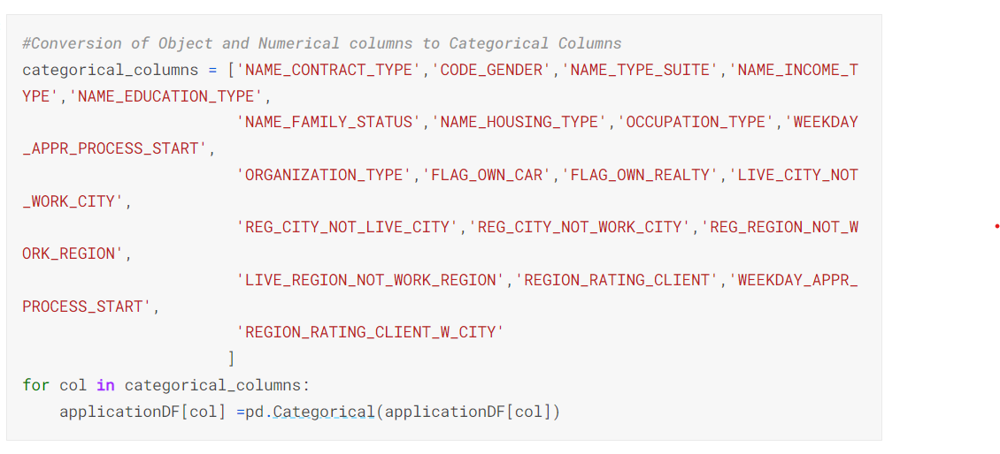 #Conversion of Object and Numerical columns to Categorical Columns
categorical_columns = ['NAME_CONTRACT_TYPE','CODE_GENDER','NAME_TYPE_SUITE','NAME_INCOME_T
YPE','NAME_EDUCATION_TYPE',
'NAME_FAMILY_STATUS','NAME_HOUSING_TYPE','OCCUPATION_TYPE','WEEKDAY
_APPR_PROCESS_START',
'ORGANIZATION_TYPE','FLAG_OWN_CAR','FLAG_OWN_REALTY','LIVE_CITY_NOT
_WORK_CITY',
'REG_CITY_NOT_LIVE_CITY','REG_CITY_NOT_WORK_CITY','REG_REGION_NOT_W
ORK_REGION',
'LIVE_REGION_NOT_WORK_REGION','REGION_RATING_CLIENT','WEEKDAY_APPR_
PROCESS_START',
'REGION_RATING_CLIENT_W_CITY'
]
for col in categorical_columns:
applicationDF[col] =pd.Categorical(applicationDF[col])